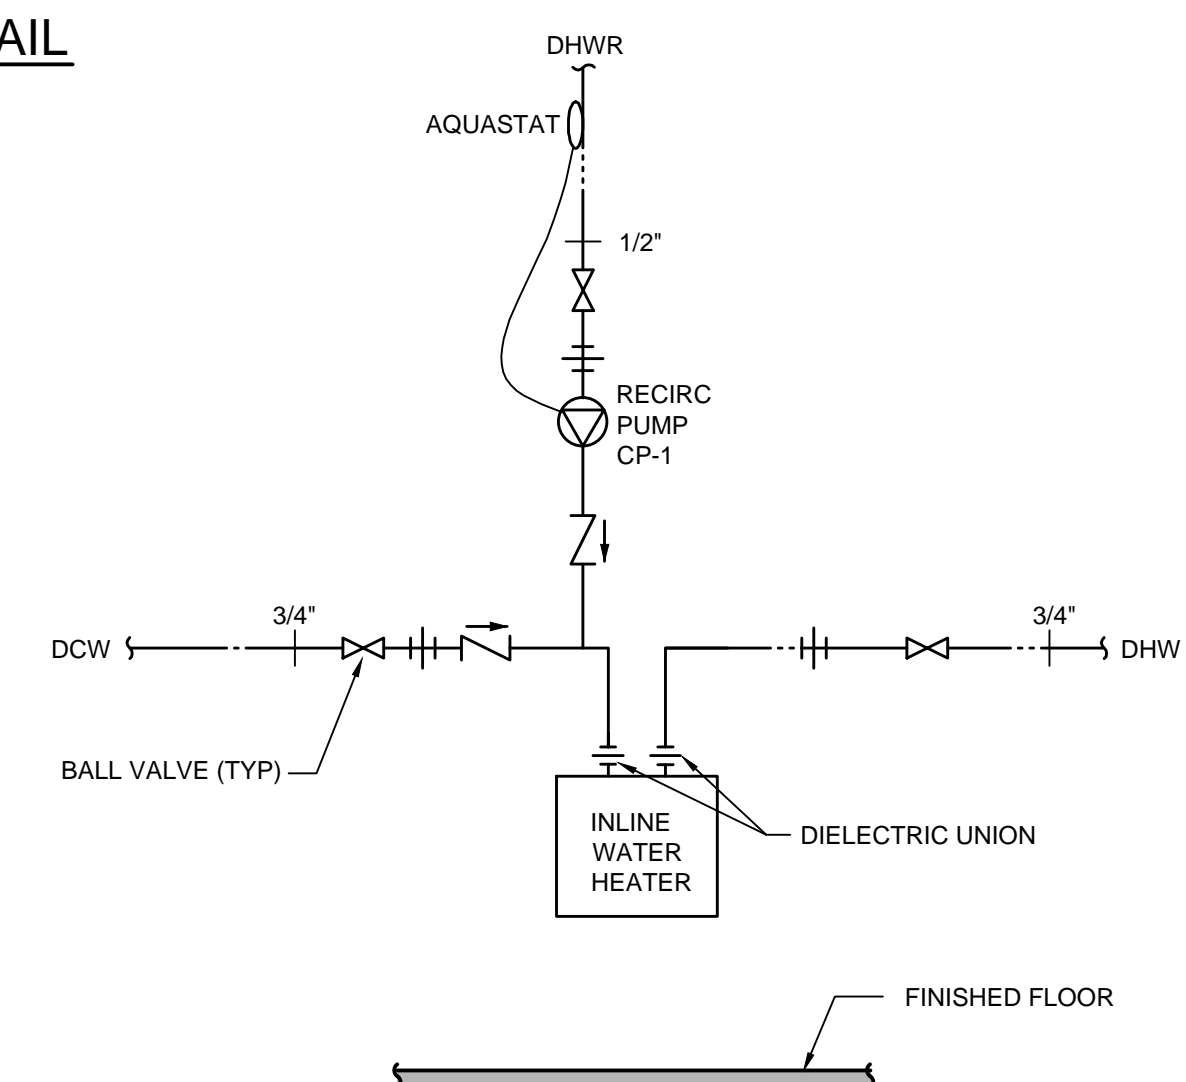 AIL
DHWR
AQUASTAT
1/2"
RECIRC
PUMP
CP-1
3/4"
3/4"
DCW
DHW
BALL VALVE (TYP)
INLINE
WATER
HEATER
DIELECTRIC UNION
FINISHED FLOOR